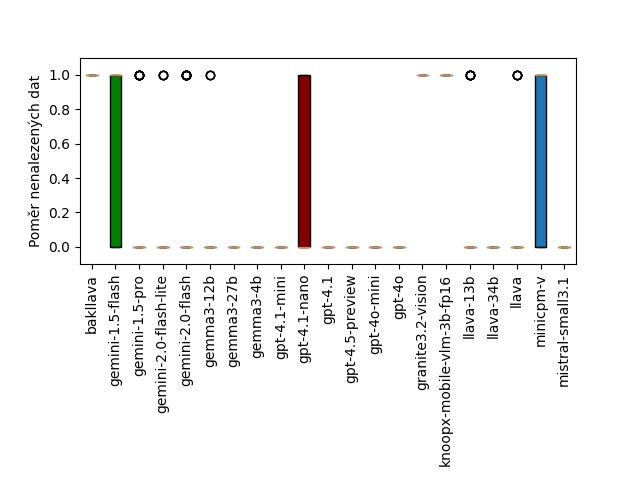 Poměr nenalezených dat
1.0
0.8
0.6
0.4
0.2
0.0
bakllava
gemini-1.5-flash
gemini-1.5-pro
gemini-2.0-flash-lite
gemini-2.0-flash
gemma3-12b
gemma3-27b
gemma3-4b
gpt-4.1-mini
gpt-4.1-nano
gpt-4.1
gpt-4.5-preview
gpt-4o-mini
gpt-4o
granite3.2-vision
knoopx-mobile-vlm-3b-fp16
llava-13b
llava-34b
llava
minicpm-v
mistral-small3.1